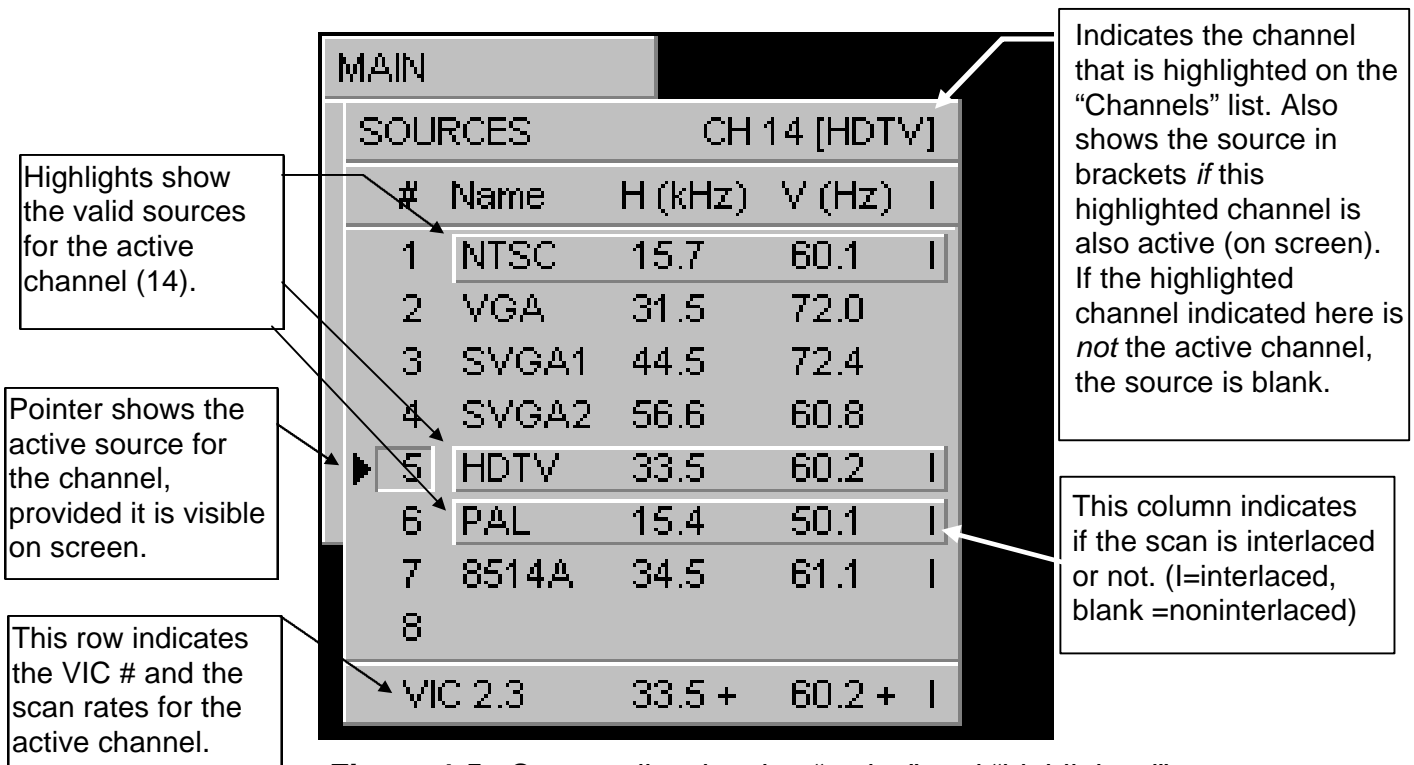 MAIN
SOURCES CH 14 [HDTV]
# Name H (kHz) V (Hz) I
1 NTSC 15.7 60.1 I
2 VGA 31.5 72.0
3 SVGA1 44.5 72.4
4 SVGA2 56.6 60.8
5 HDTV 33.5 60.2 I
6 PAL 15.4 50.1 I
7 8514A 34.5 61.1 I
8
VIC 2.3 33.5 + 60.2 + I
Highlights show
the valid sources
for the active
channel (14).
Pointer shows the
active source for
the channel,
provided it is visible
on screen.
This row indicates
the VIC # and the
scan rates for the
active channel.
Indicates the channel
that is highlighted on the
“Channels” list. Also
shows the source in
brackets if this
highlighted channel is
also active (on screen).
If the highlighted
channel indicated here is
not the active channel,
the source is blank.
This column indicates
if the scan is interlaced
or not. (I=interlaced,
blank =noninterlaced)